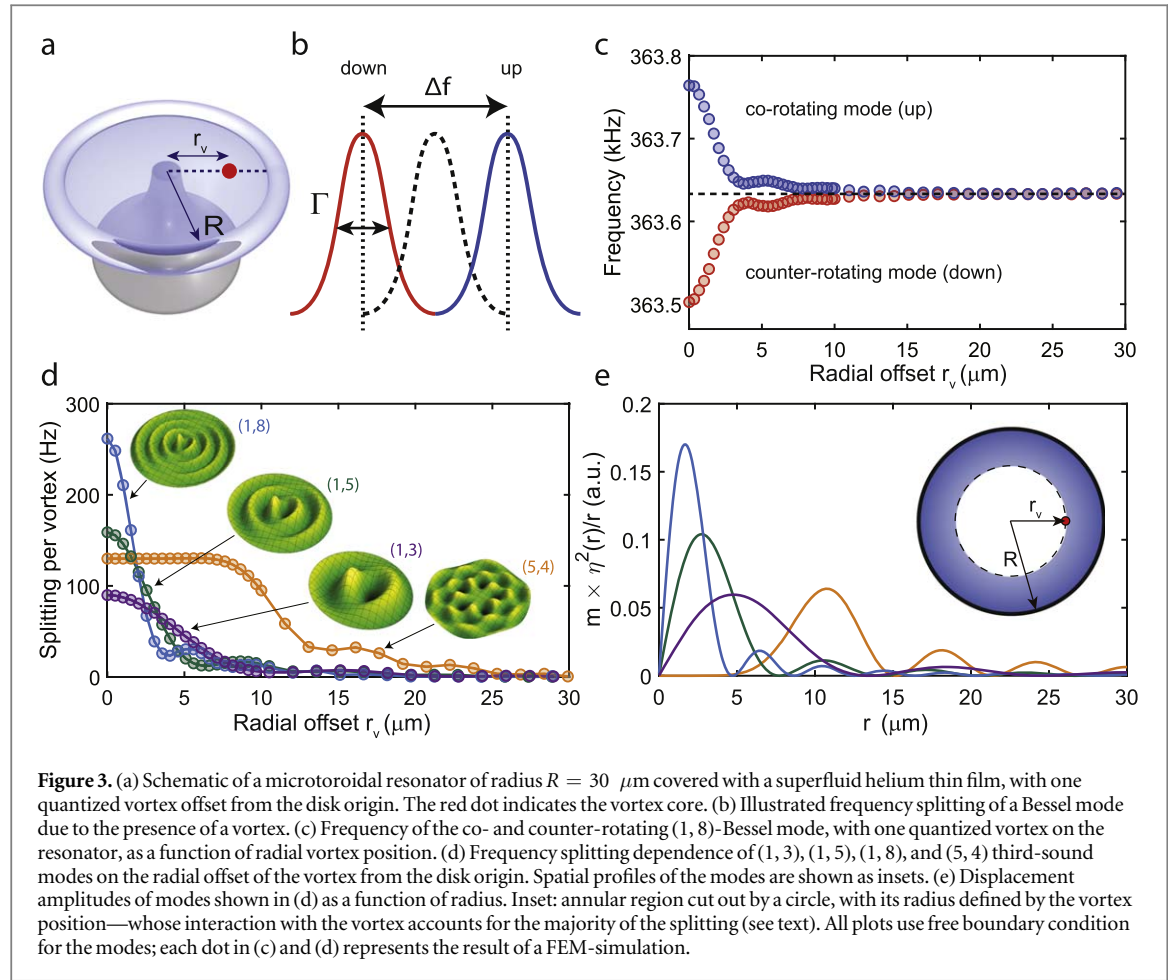 a
r_v
R
b
down
up
Δf
Γ
c
363.8
363.7
363.6
363.5
Frequency (kHz)
co-rotating mode (up)
counter-rotating mode (down)
0
5
10
15
20
25
30
Radial offset r_v (μm)
d
300
200
100
0
Splitting per vortex (Hz)
(1,8)
(1,5)
(1,3)
(5,4)
0
5
10
15
20
25
30
Radial offset r_v (μm)
e
0.2
0.15
0.1
0.05
0
m × η²(r)/r (a.u.)
r_v
R
0
5
10
15
20
25
30
r (μm)
Figure 3. (a) Schematic of a microtoroidal resonator of radius R = 30 μm covered with a superfluid helium thin film, with one
quantized vortex offset from the disk origin. The red dot indicates the vortex core. (b) Illustrated frequency splitting of a Bessel mode
due to the presence of a vortex. (c) Frequency of the co- and counter-rotating (1, 8)-Bessel mode, with one quantized vortex on the
resonator, as a function of radial vortex position. (d) Frequency splitting dependence of (1, 3), (1, 5), (1, 8), and (5, 4) third-sound
modes on the radial offset of the vortex from the disk origin. Spatial profiles of the modes are shown as insets. (e) Displacement
amplitudes of modes shown in (d) as a function of radius. Inset: annular region cut out by a circle, with its radius defined by the vortex
position—whose interaction with the vortex accounts for the majority of the splitting (see text). All plots use free boundary condition
for the modes; each dot in (c) and (d) represents the result of a FEM-simulation.